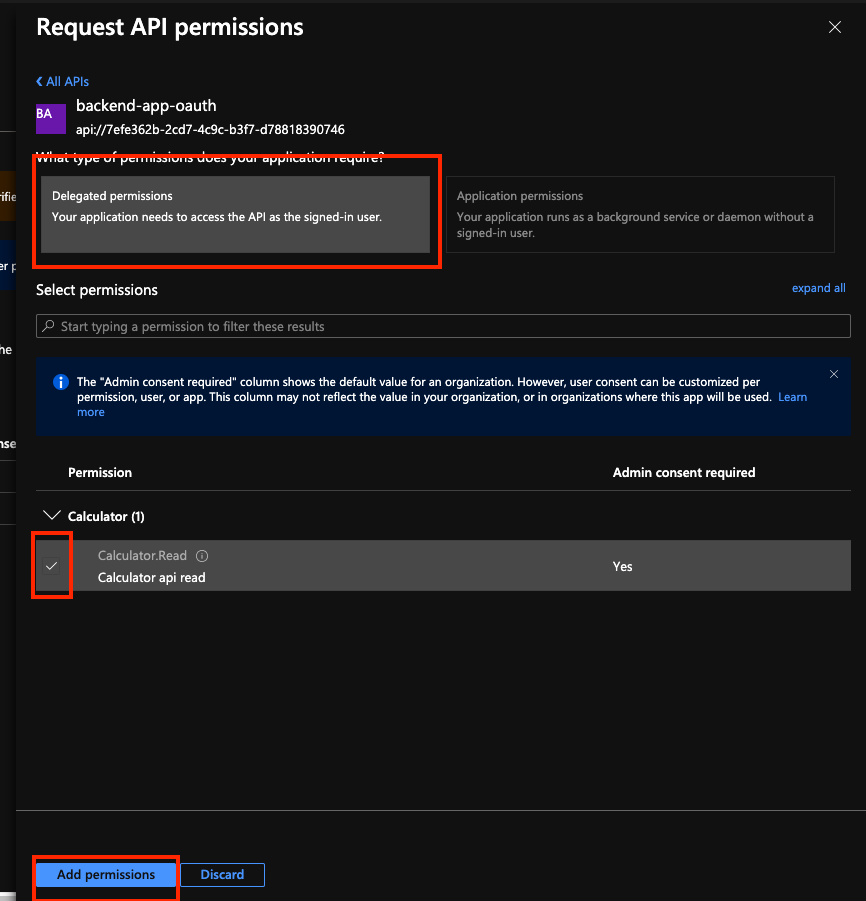 Request API permissions
All APIs
BA
backend-app-oauth
api://7efe362b-2cd7-4c9c-b3f7-d78818390746
What type of permissions does your application require?
Delegated permissions
Your application needs to access the API as the signed-in user.
Application permissions
Your application runs as a background service or daemon without a
signed-in user.
Select permissions
expand all
Start typing a permission to filter these results
The "Admin consent required" column shows the default value for an organization. However, user consent can be customized per
permission, user, or app. This column may not reflect the value in your organization, or in organizations where this app will be used. Learn
more
Permission
Admin consent required
Calculator (1)
Calculator.Read
Calculator api read
Yes
Add permissions
Discard